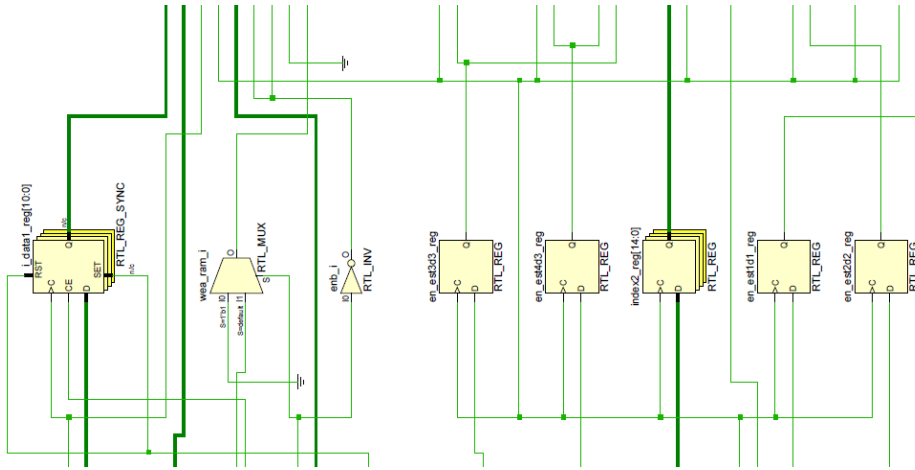 i_data1_reg[10:0]
n/c
Q
RST
SET
n/c
C
CE
D
RTL_REG_SYNC
wea_ram_i
O
S
S=1'b1
I0
S=default
I1
RTL_MUX
enb_i
O
I0
RTL_INV
en_est3d3_reg
Q
C
D
RTL_REG
en_est4d3_reg
Q
C
D
RTL_REG
index2_reg[14:0]
Q
C
D
RTL_REG
en_est1d1_reg
Q
C
D
RTL_REG
en_est2d2_reg
Q
C
D
RTL_REG